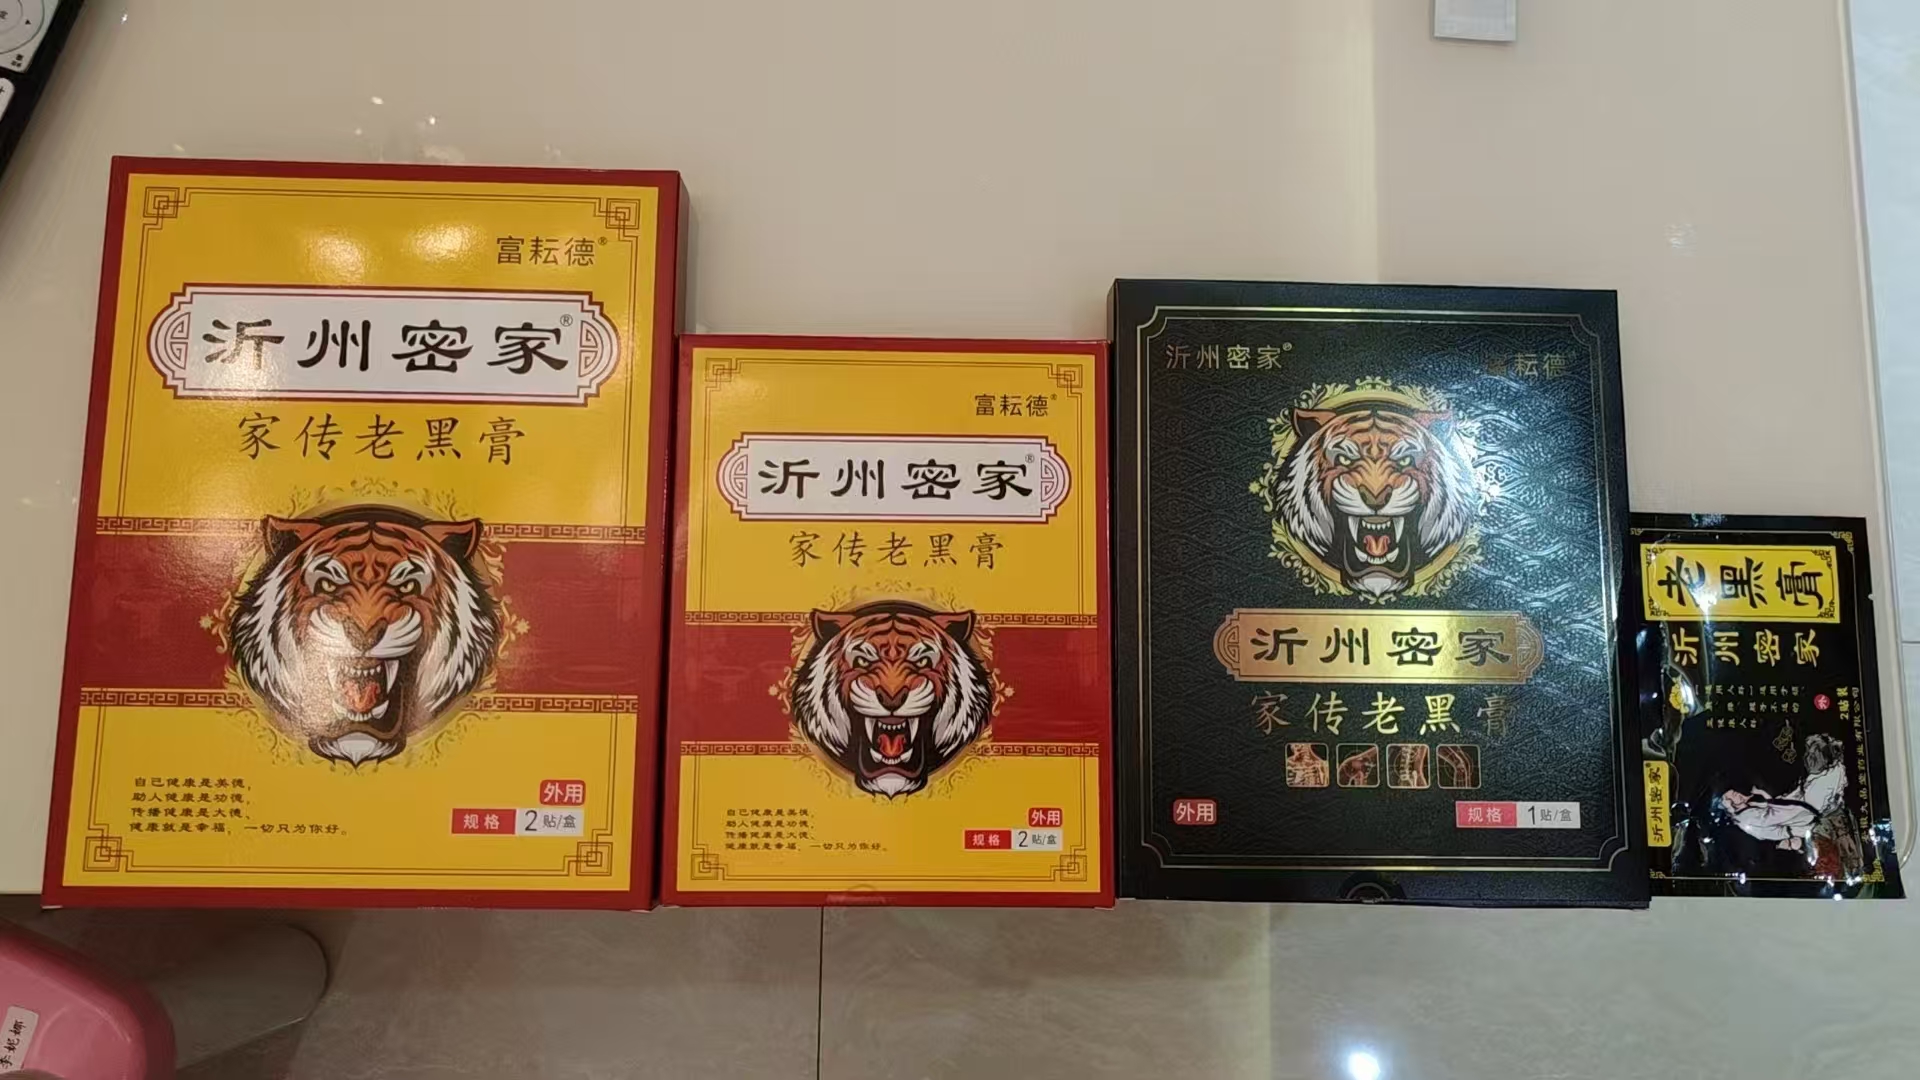 富耘德®
沂州密家®
家传老黑膏
自己健康是美德，
助人健康是功德，
传播健康是大德，
健康就是幸福，一切只为你好。
外用
规格 2贴/盒
富耘德®
沂州密家®
家传老黑膏
自己健康是美德，
助人健康是功德，
传播健康是大德，
健康就是幸福，一切只为你好。
外用
规格 2贴/盒
沂州密家®
富耘德®
沂州密家
家传老黑膏
外用
规格 1贴/盒
老黑膏
沂州密家
外
2贴装
沂州密家®